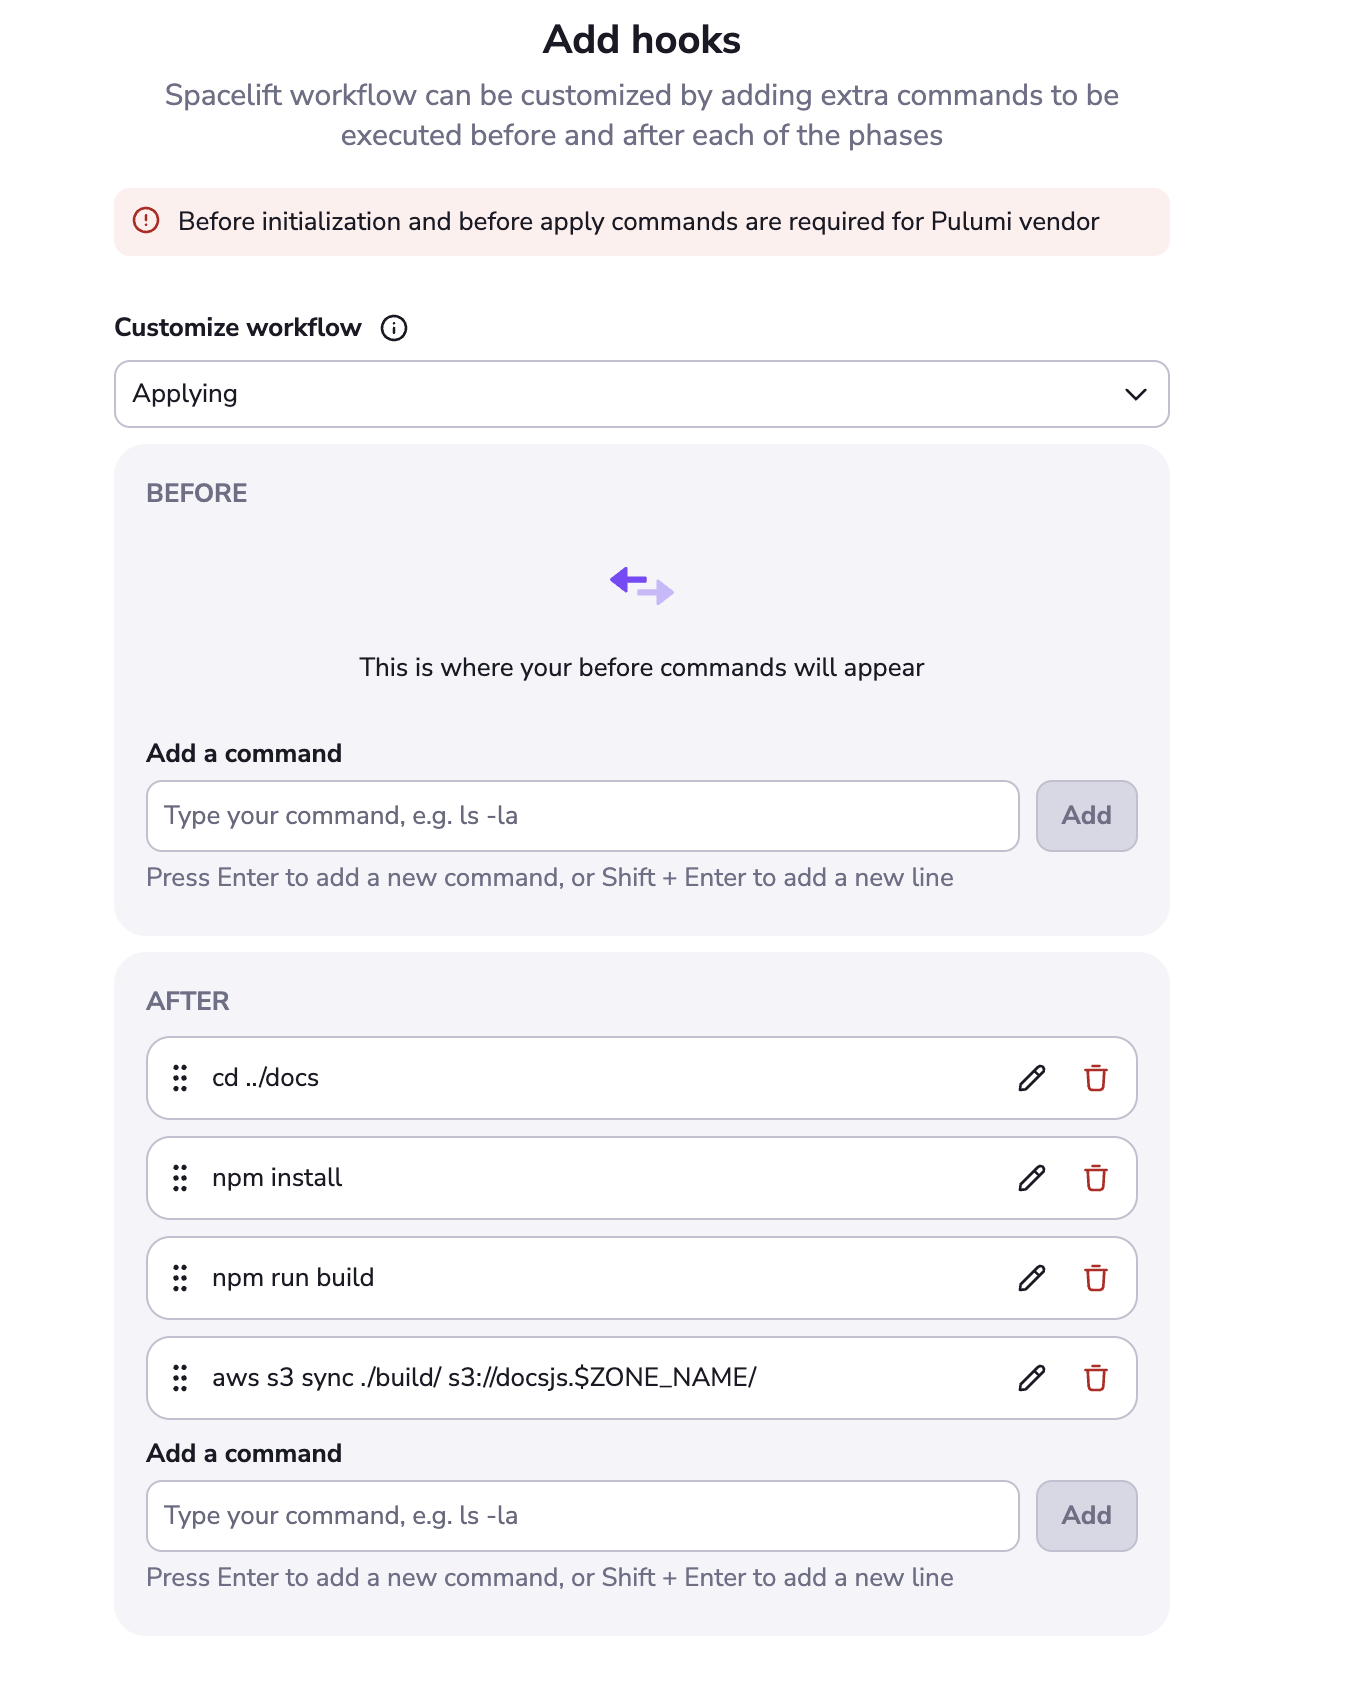 Add hooks
Spacelift workflow can be customized by adding extra commands to be
executed before and after each of the phases
Before initialization and before apply commands are required for Pulumi vendor
Customize workflow
Applying
BEFORE
This is where your before commands will appear
Add a command
Type your command, e.g. ls -la
Add
Press Enter to add a new command, or Shift + Enter to add a new line
AFTER
cd ../docs
npm install
npm run build
aws s3 sync ./build/ s3://docsjs.$ZONE_NAME/
Add a command
Type your command, e.g. ls -la
Add
Press Enter to add a new command, or Shift + Enter to add a new line